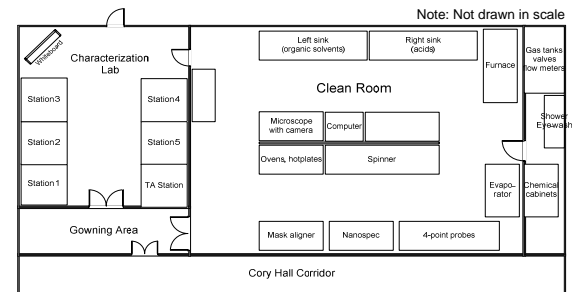 Note: Not drawn in scale
Whiteboard
Characterization
Lab
Left sink
(organic solvents)
Right sink
(acids)
Furnace
Gas tanks
valves
flow meters
Station3
Station4
Clean Room
Shower
Eyewash
Microscope
with camera
Computer
Station2
Station5
Ovens, hotplates
Spinner
Station1
TA Station
Evapo-
rator
Chemical
cabinets
Gowning Area
Mask aligner
Nanospec
4-point probes
Cory Hall Corridor